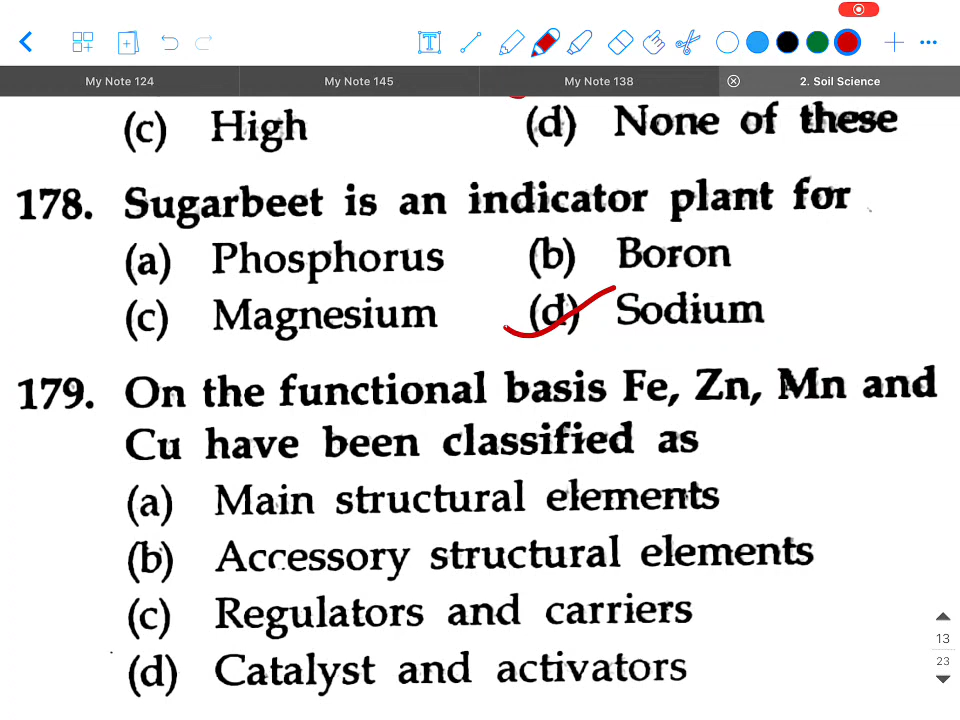 My Note 124 My Note 145 My Note 138 2. Soil Science
(c) High (d) None of these
178. Sugarbeet is an indicator plant for
(a) Phosphorus (b) Boron
(c) Magnesium (d) Sodium
179. On the functional basis Fe, Zn, Mn and
Cu have been classified as
(a) Main structural elements
(b) Accessory structural elements
(c) Regulators and carriers
(d) Catalyst and activators
13
23